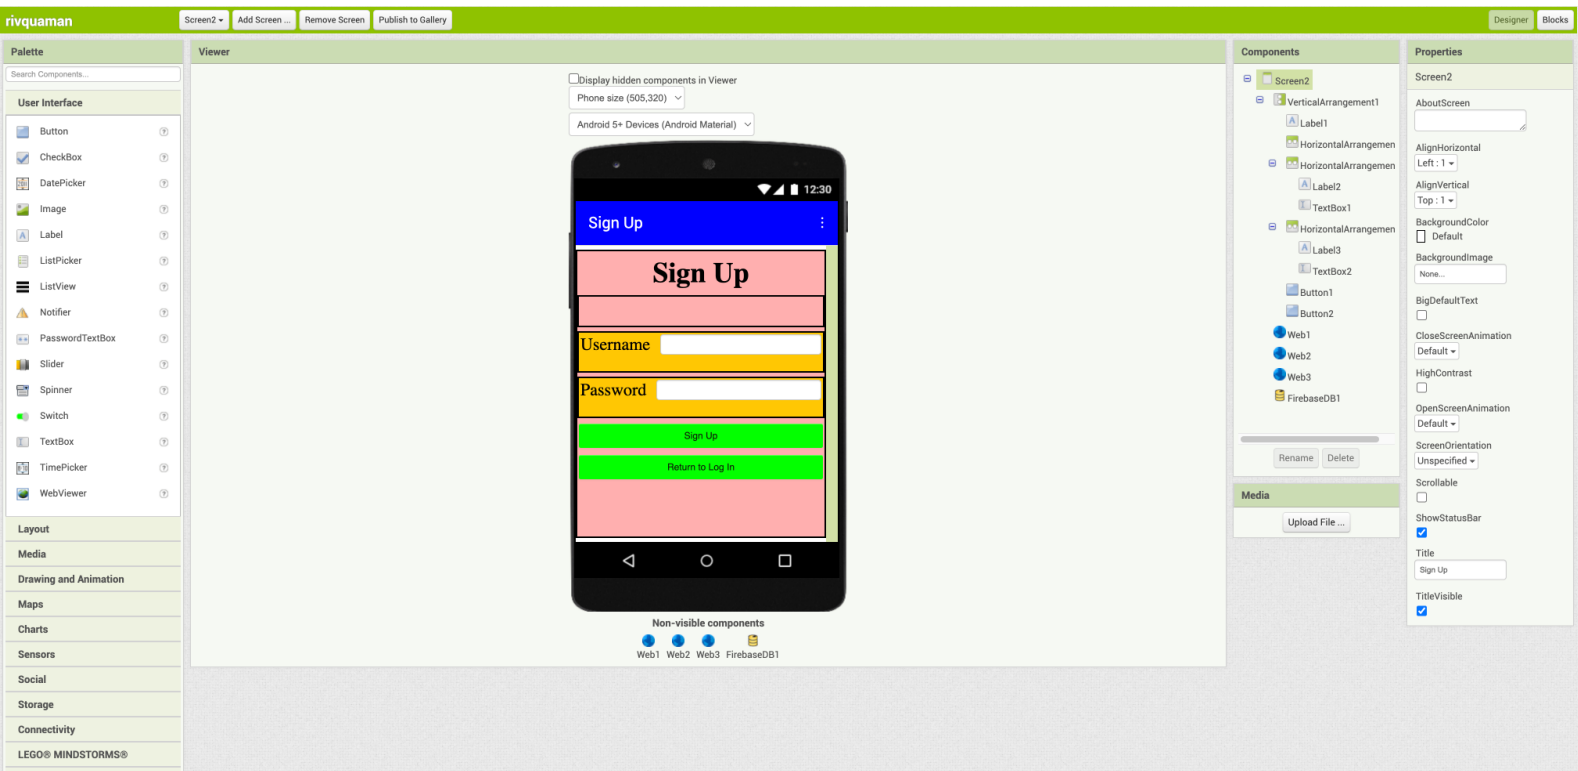 rivquaman
Screen2
Add Screen ...
Remove Screen
Publish to Gallery
Designer
Blocks
Palette
Search Components...
User Interface
Button
CheckBox
DatePicker
Image
Label
ListPicker
ListView
Notifier
PasswordTextBox
Slider
Spinner
Switch
TextBox
TimePicker
WebViewer
Layout
Media
Drawing and Animation
Maps
Charts
Sensors
Social
Storage
Connectivity
LEGO® MINDSTORMS®
Viewer
Display hidden components in Viewer
Phone size (505,320)
Android 5+ Devices (Android Material)
12:30
Sign Up
Sign Up
Username
Password
Sign Up
Return to Log In
Non-visible components
Web1 Web2 Web3 FirebaseDB1
Components
Screen2
VerticalArrangement1
Label1
HorizontalArrangemen
HorizontalArrangemen
Label2
TextBox1
HorizontalArrangemen
Label3
TextBox2
Button1
Button2
Web1
Web2
Web3
FirebaseDB1
Rename
Delete
Media
Upload File ...
Properties
Screen2
AboutScreen
AlignHorizontal
Left : 1
AlignVertical
Top : 1
BackgroundColor
Default
BackgroundImage
None...
BigDefaultText
CloseScreenAnimation
Default
HighContrast
OpenScreenAnimation
Default
ScreenOrientation
Unspecified
Scrollable
ShowStatusBar
Title
Sign Up
TitleVisible